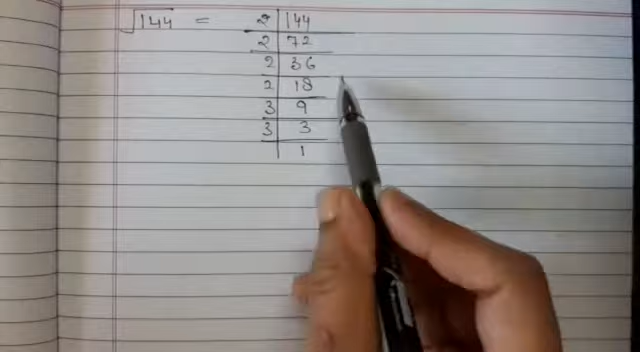 √144 = 2 | 144
2 | 72
2 | 36
2 | 18
3 | 9
3 | 3
1